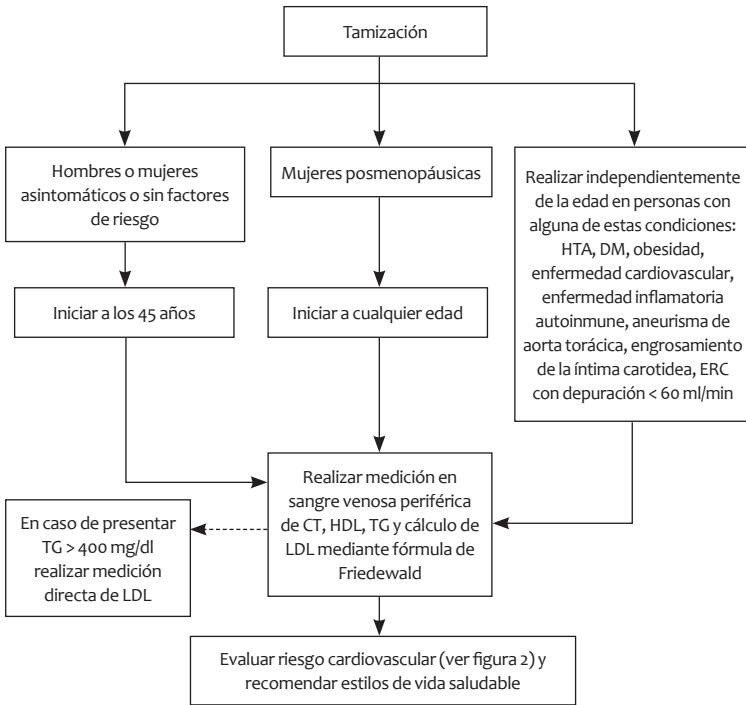 Tamización
Hombres o mujeres
asintomáticos o sin factores
de riesgo
Mujeres posmenopáusicas
Realizar independientemente
de la edad en personas con
alguna de estas condiciones:
HTA, DM, obesidad,
enfermedad cardiovascular,
enfermedad inflamatoria
autoinmune, aneurisma de
aorta torácica, engrosamiento
de la íntima carotidea, ERC
con depuración < 60 ml/min
Iniciar a los 45 años
Iniciar a cualquier edad
Realizar medición en
sangre venosa periférica
de CT, HDL, TG y cálculo de
LDL mediante fórmula de
Friedewald
En caso de presentar
TG > 400 mg/dl
realizar medición
directa de LDL
Evaluar riesgo cardiovascular (ver figura 2) y
recomendar estilos de vida saludable